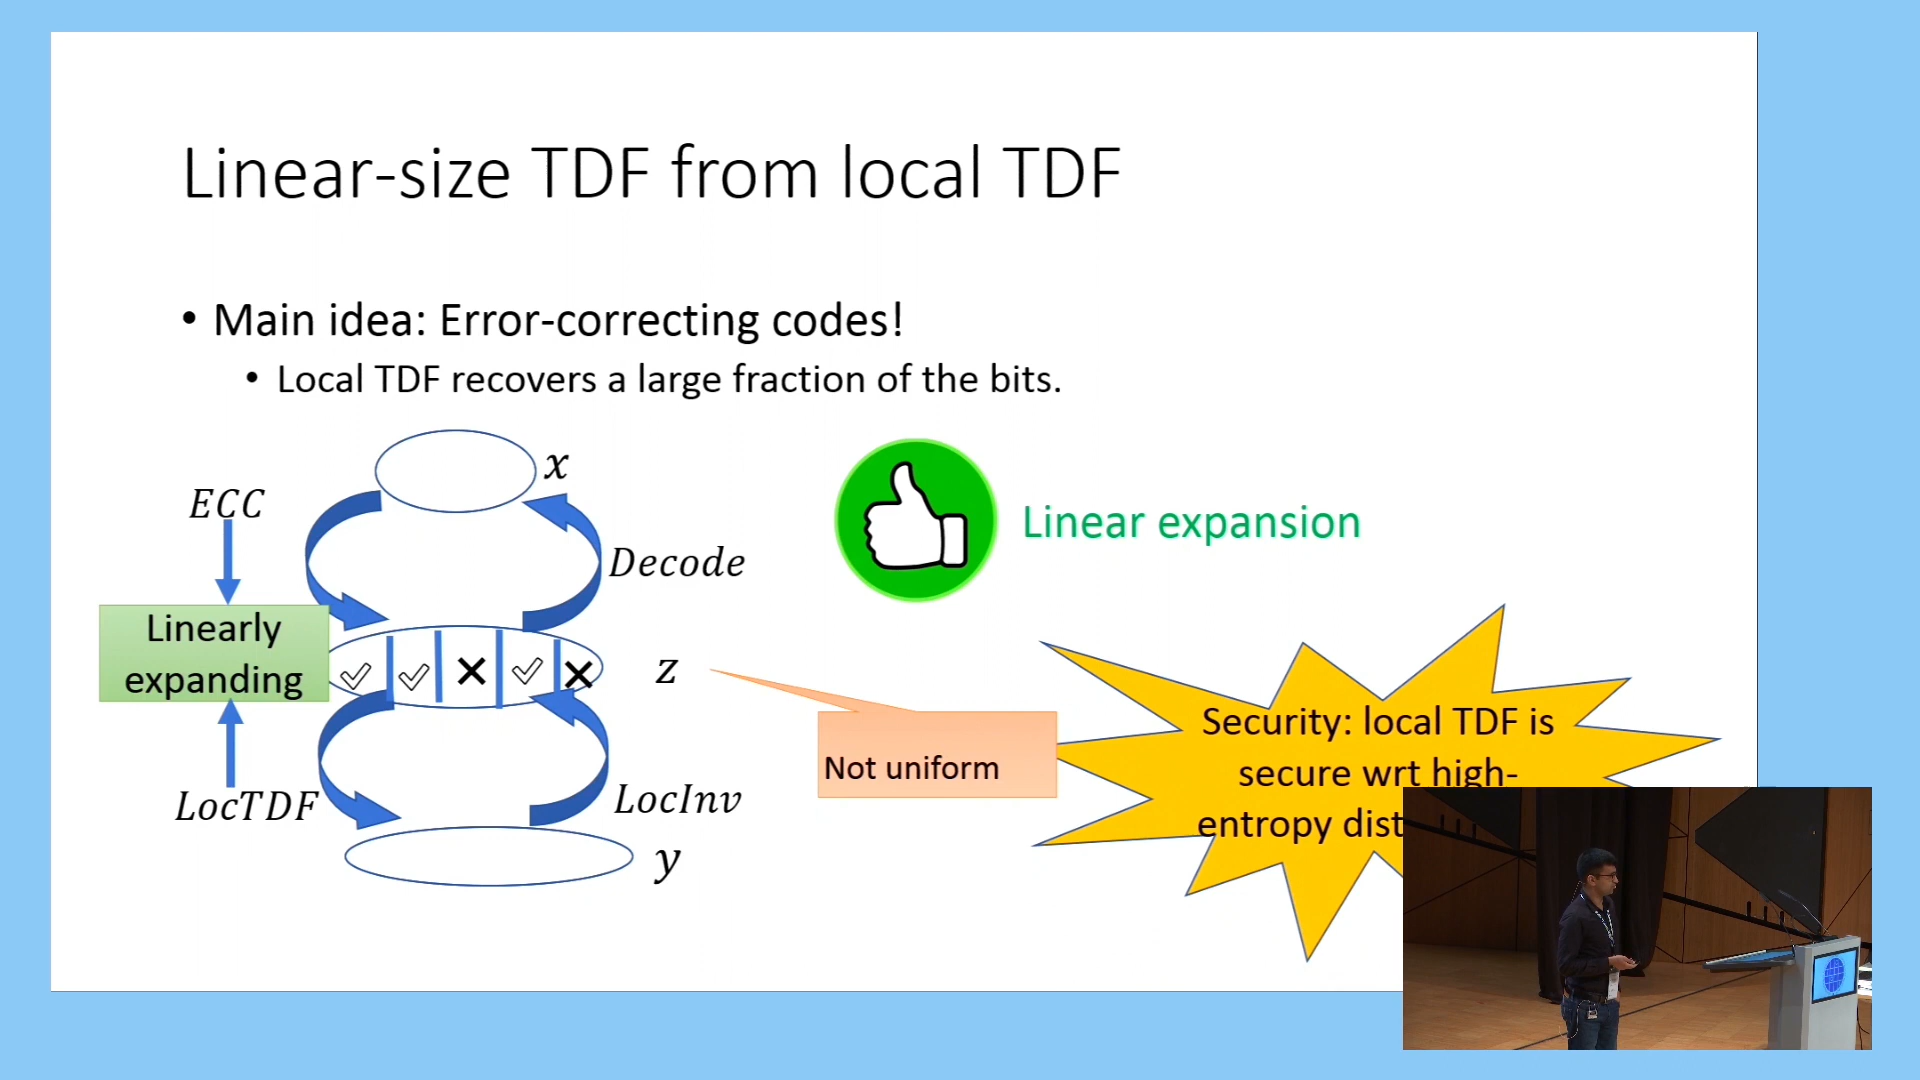 Linear-size TDF from local TDF
• Main idea: Error-correcting codes!
• Local TDF recovers a large fraction of the bits.
x
ECC
Decode
Linear expansion
Linearly
expanding
z
Not uniform
Security: local TDF is
secure wrt high-
entropy
LocTDF
LocInv
y